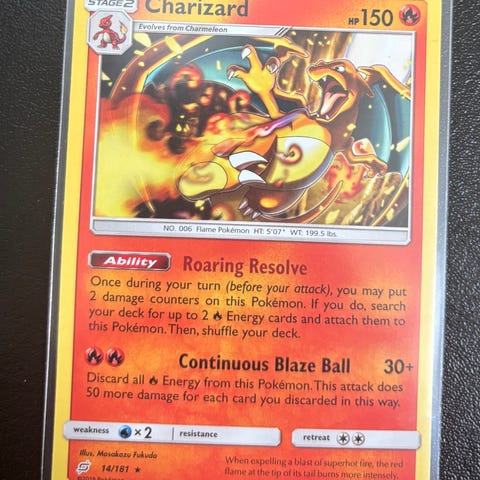 STAGE 2 Charizard HP 150
Evolves from Charmeleon
NO. 006 Flame Pokémon HT: 5'07" WT: 199.5 lbs.
Ability Roaring Resolve
Once during your turn (before your attack), you may put
2 damage counters on this Pokémon. If you do, search
your deck for up to 2 Energy cards and attach them to
this Pokémon. Then, shuffle your deck.
Continuous Blaze Ball 30+
Discard all Energy from this Pokémon. This attack does
50 more damage for each card you discarded in this way.
weakness ×2 resistance retreat
Illus. Masakazu Fukuda
When expelling a blast of superhot fire, the red
14/181 ★
flame at the tip of its tail burns more intensely.
©2019 Pokémon